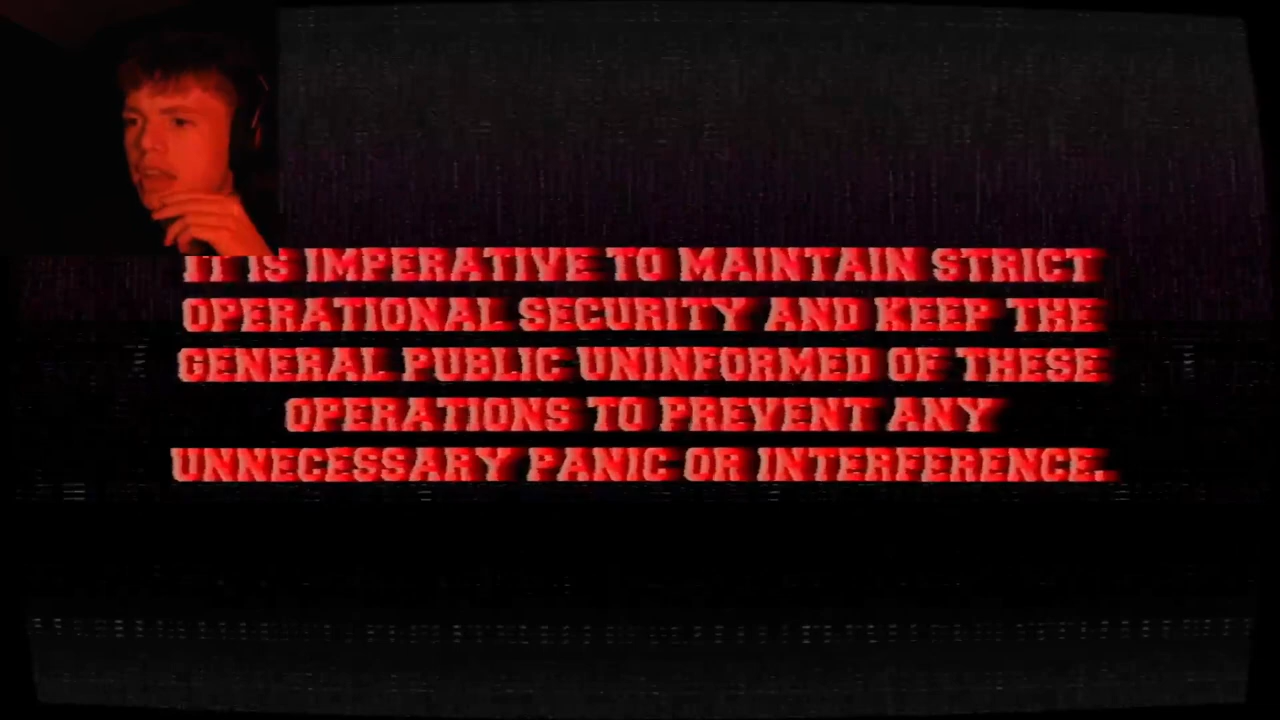 IT IS IMPERATIVE TO MAINTAIN STRICT
OPERATIONAL SECURITY AND KEEP THE
GENERAL PUBLIC UNINFORMED OF THESE
OPERATIONS TO PREVENT ANY
UNNECESSARY PANIC OR INTERFERENCE.